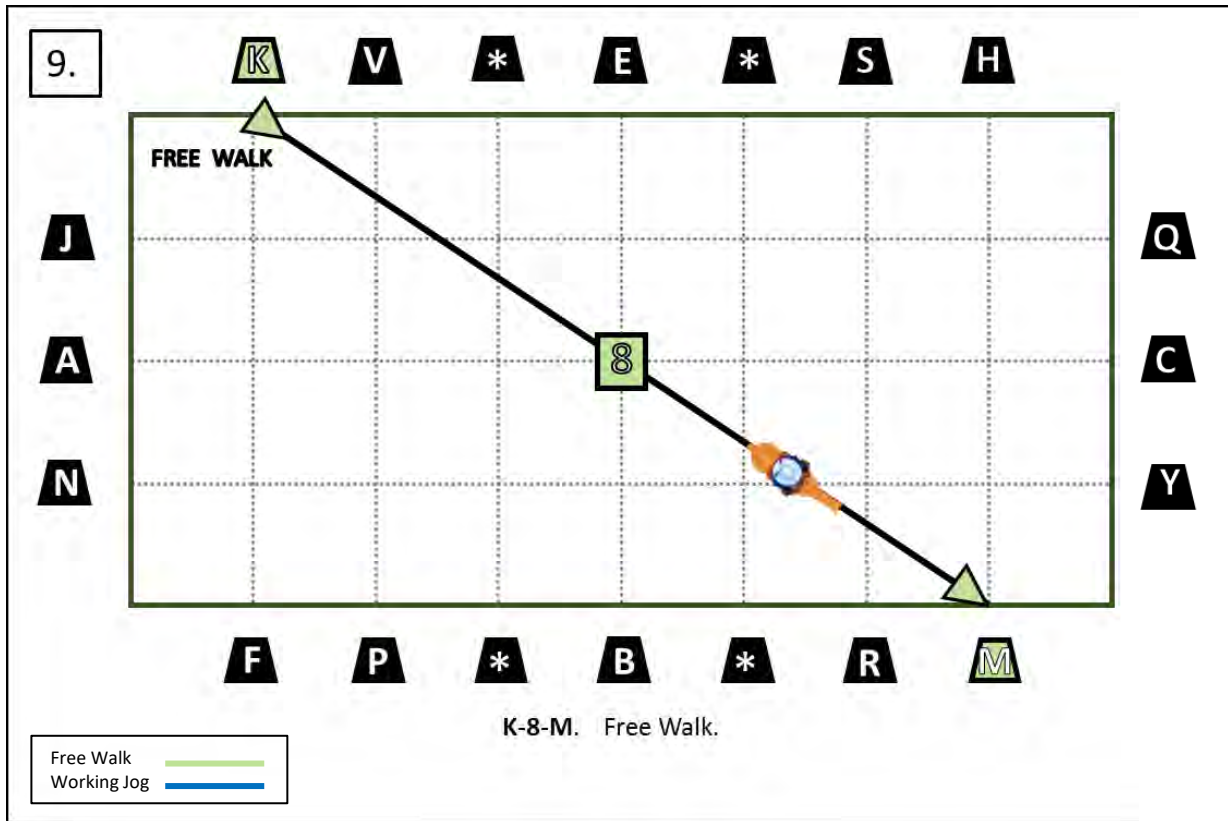 9.
K V * E * S H
FREE WALK
J
Q
8
A
C
N
Y
F P * B * R M
K-8-M. Free Walk.
Free Walk
Working Jog